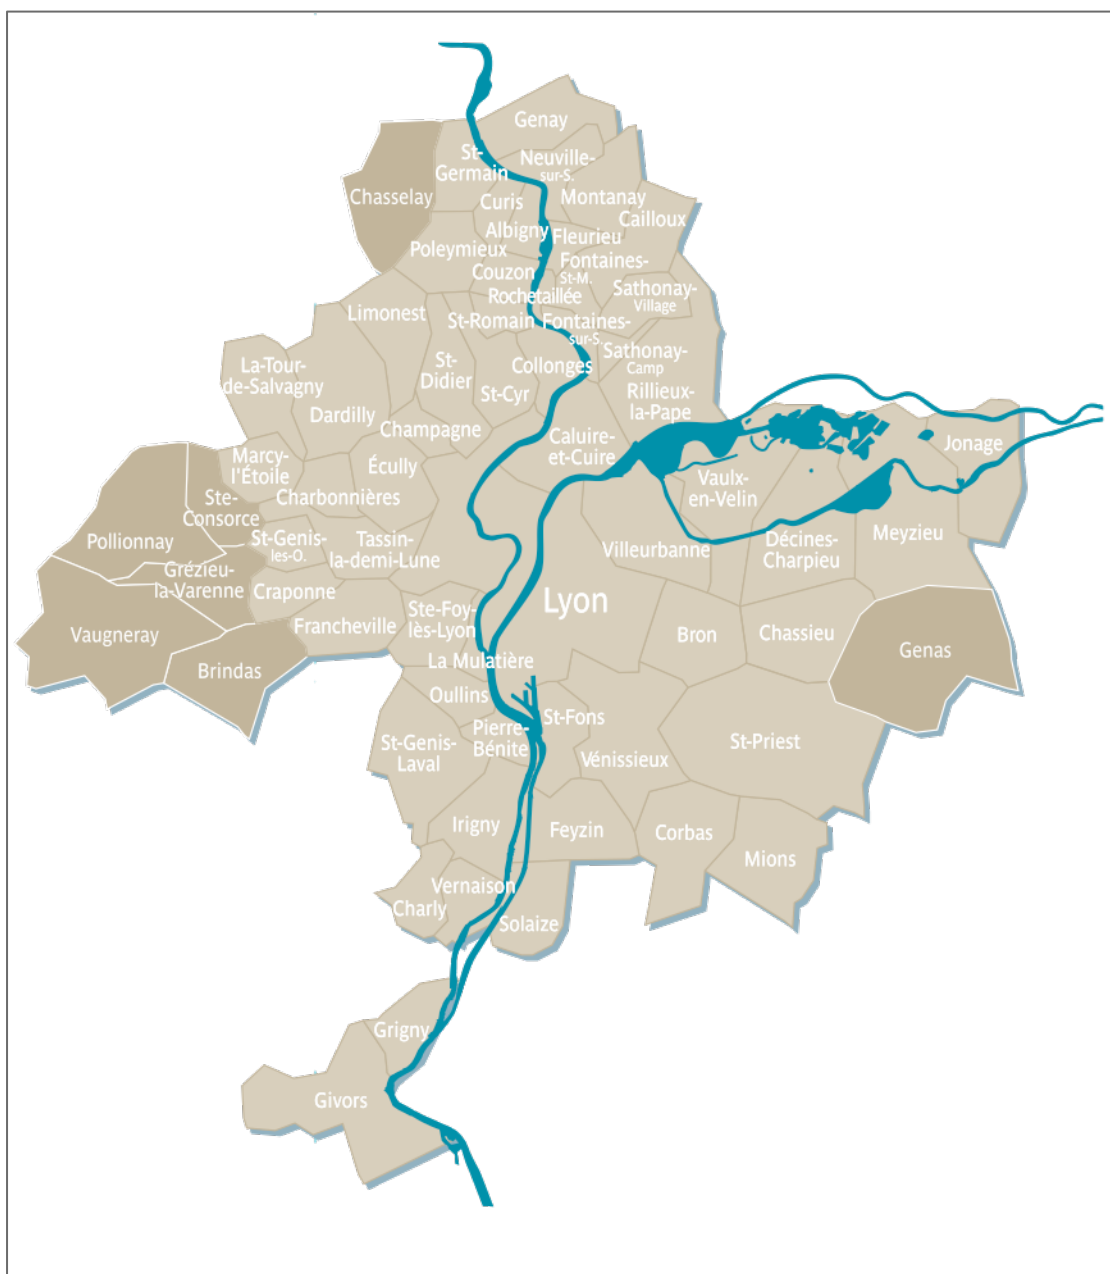 Genay
St-
Germain
Neuville-
sur-S.
Chasselay
Curis
Montanay
Cailloux
Albigny
Fleurieu
Poleymieux
Couzon
Fontaines-
St-M.
Rochetaillée
Sathonay-
Village
Limonest
St-Romain
Fontaines-
sur-S.
La-Tour-
de-Salvagny
St-
Didier
Collonges
Sathonay-
Camp
St-Cyr
Rillieux-
la-Pape
Dardilly
Champagne
Caluire-
et-Cuire
Jonage
Marcy-
l'Étoile
Écully
Charbonnières
Vaulx-
en-Velin
Ste-
Consorce
Pollionnay
St-Genis-
les-O.
Tassin-
la-demi-Lune
Villeurbanne
Décines-
Charpieu
Meyzieu
Grézieu-
la-Varenne
Craponne
Lyon
Vaugneray
Francheville
Ste-Foy-
lès-Lyon
Bron
Chassieu
Genas
Brindas
La Mulatière
Oullins
St-Fons
Pierre-
Bénite
St-Genis-
Laval
Vénissieux
St-Priest
Irigny
Feyzin
Corbas
Mions
Vernaison
Charly
Solaize
Grigny
Givors